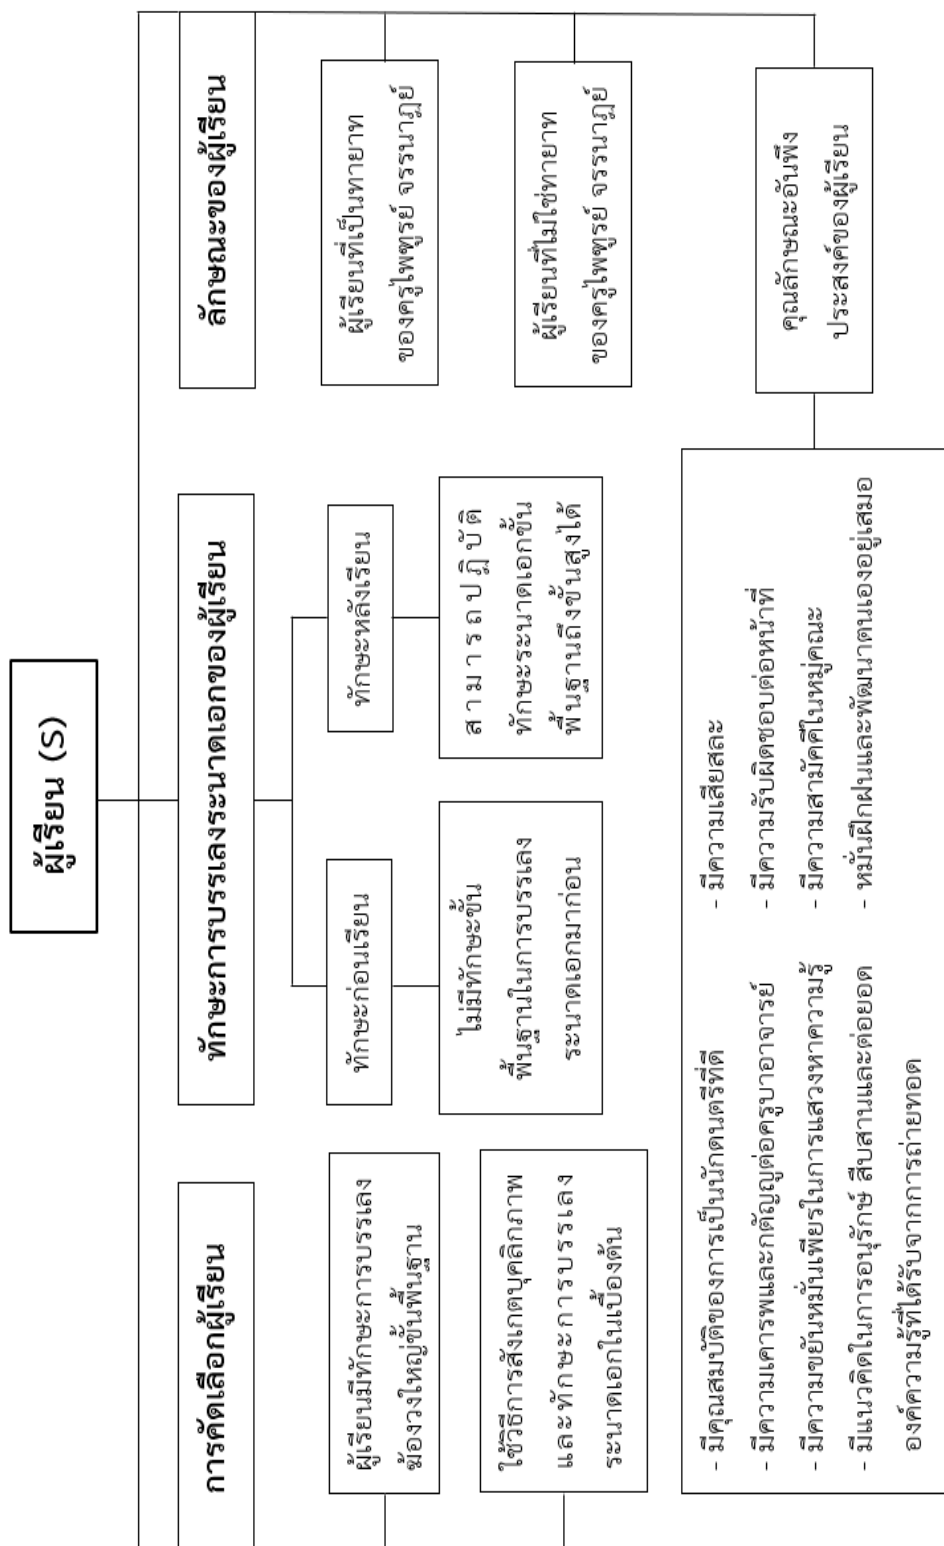 ผู้เรียน (S)
การคัดเลือกผู้เรียน
ผู้เรียนมีทักษะการบรรเลง
ฆ้องวงใหญ่ขั้นพื้นฐาน
ใช้วิธีการสังเกตบุคลิกภาพ
และทักษะการบรรเลง
ระนาดเอกในเบื้องต้น
ทักษะการบรรเลงระนาดเอกของผู้เรียน
ทักษะก่อนเรียน
ไม่มีทักษะขั้น
พื้นฐานในการบรรเลง
ระนาดเอกมาก่อน
ทักษะหลังเรียน
สามารถปฏิบัติ
ทักษะระนาดเอกขั้น
พื้นฐานถึงขั้นสูงได้
ลักษณะของผู้เรียน
ผู้เรียนที่เป็นทายาท
ของครูไพฑูรย์ จรรนาฏย์
ผู้เรียนที่ไม่ใช่ทายาท
ของครูไพฑูรย์ จรรนาฏย์
คุณลักษณะอันพึง
ประสงค์ของผู้เรียน
- มีคุณสมบัติของการเป็นนักดนตรีที่ดี
- มีความเคารพและกตัญญูต่อครูบาอาจารย์
- มีความขยันหมั่นเพียรในการแสวงหาความรู้
- มีแนวคิดในการอนุรักษ์ สืบสานและต่อยอด
องค์ความรู้ที่ได้รับจากการถ่ายทอด
- มีความเสียสละ
- มีความรับผิดชอบต่อหน้าที่
- มีความสามัคคีในหมู่คณะ
- หมั่นฝึกฝนและพัฒนาตนเองอยู่เสมอ